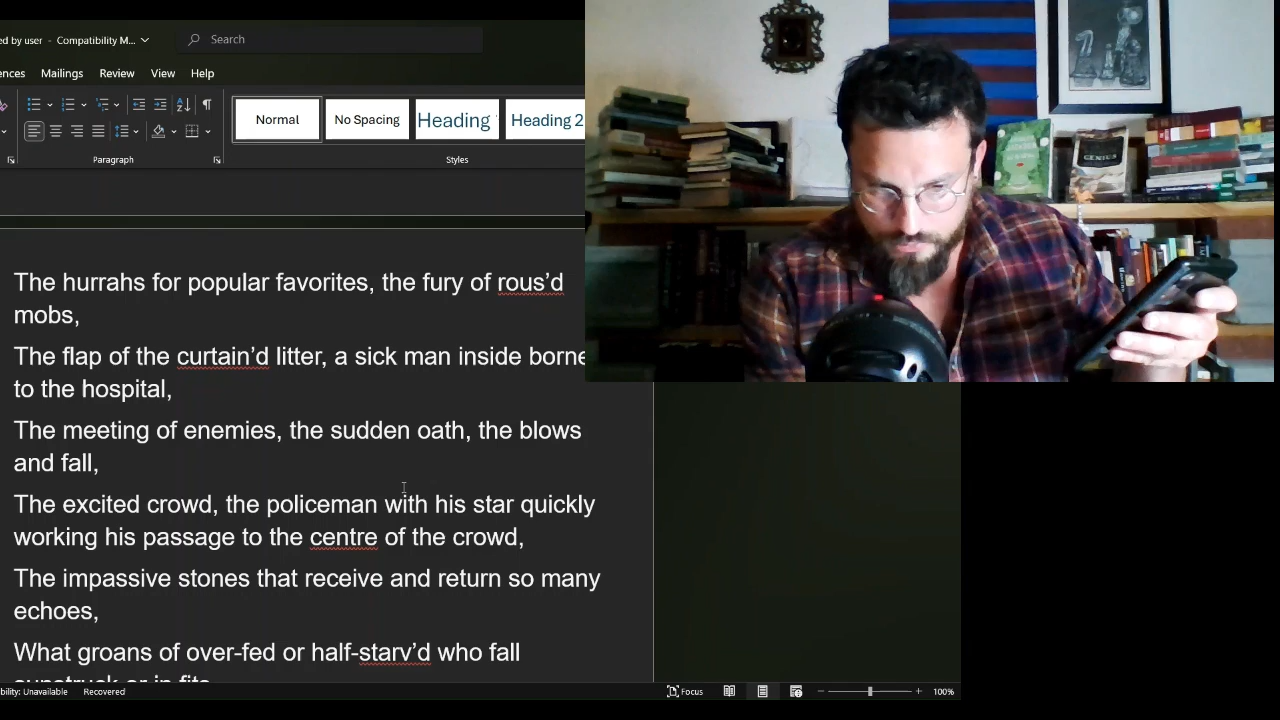 ed by user - Compatibility M...
Search
ences Mailings Review View Help
Normal
No Spacing
Heading
Heading 2
Paragraph
Styles
The hurrahs for popular favorites, the fury of rous’d
mobs,
The flap of the curtain’d litter, a sick man inside borne
to the hospital,
The meeting of enemies, the sudden oath, the blows
and fall,
The excited crowd, the policeman with his star quickly
working his passage to the centre of the crowd,
The impassive stones that receive and return so many
echoes,
What groans of over-fed or half-starv’d who fall
sunstruck or in fits
bility: Unavailable Recovered
Focus
100%
GENIUS